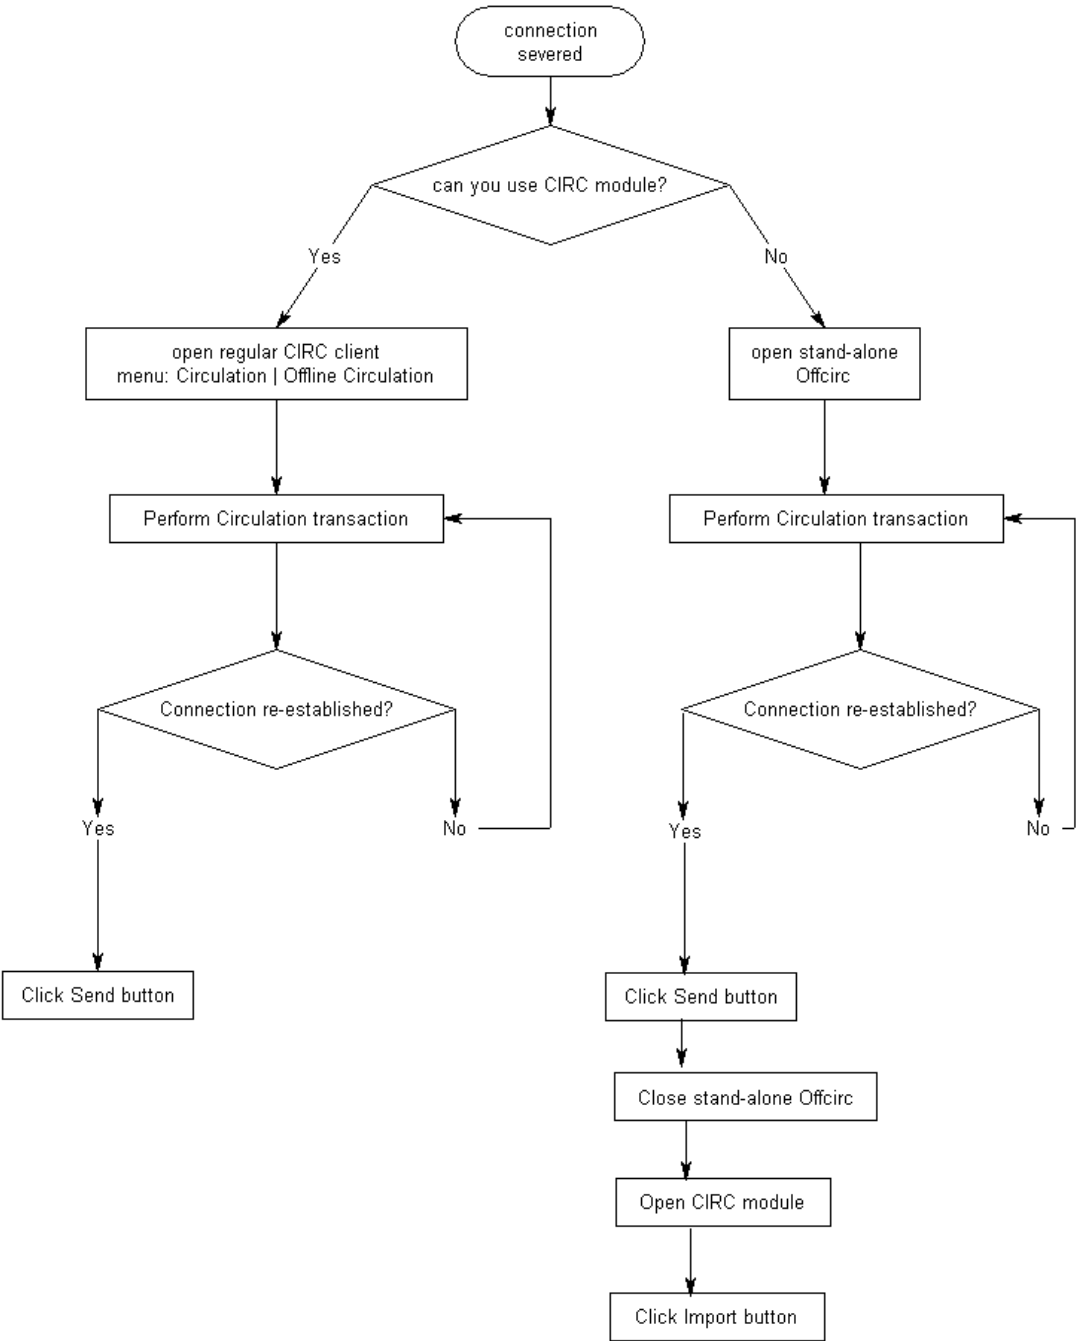 connection
severed
can you use CIRC module?
Yes
No
open regular CIRC client
menu: Circulation | Offline Circulation
open stand-alone
Offcirc
Perform Circulation transaction
Perform Circulation transaction
Connection re-established?
Connection re-established?
Yes
No
Yes
No
Click Send button
Click Send button
Close stand-alone Offcirc
Open CIRC module
Click Import button